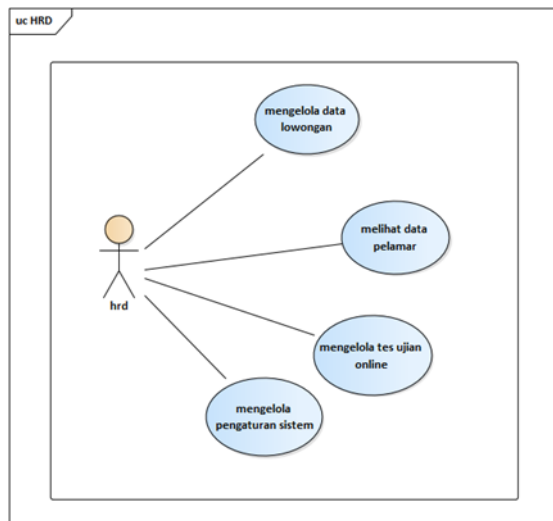 uc HRD
mengelola data
lowongan
melihat data
pelamar
hrd
mengelola tes ujian
online
mengelola
pengaturan sistem